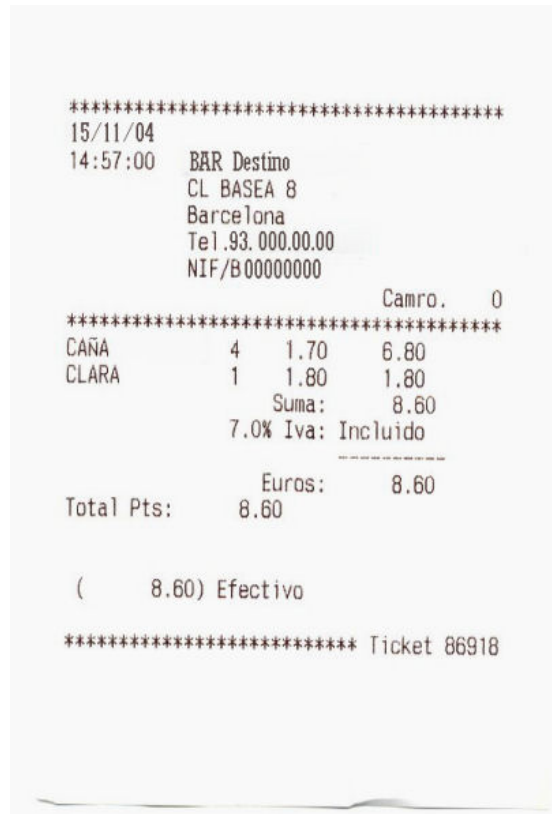 ****************************************
15/11/04
14:57:00 BAR Destino
CL BASEA 8
Barcelona
Tel.93.000.00.00
NIF/B00000000
Camro. 0
****************************************
CAÑA 4 1.70 6.80
CLARA 1 1.80 1.80
Suma: 8.60
7.0% Iva: Incluido
----------
Euros: 8.60
Total Pts: 8.60
( 8.60) Efectivo
*************************** Ticket 86918